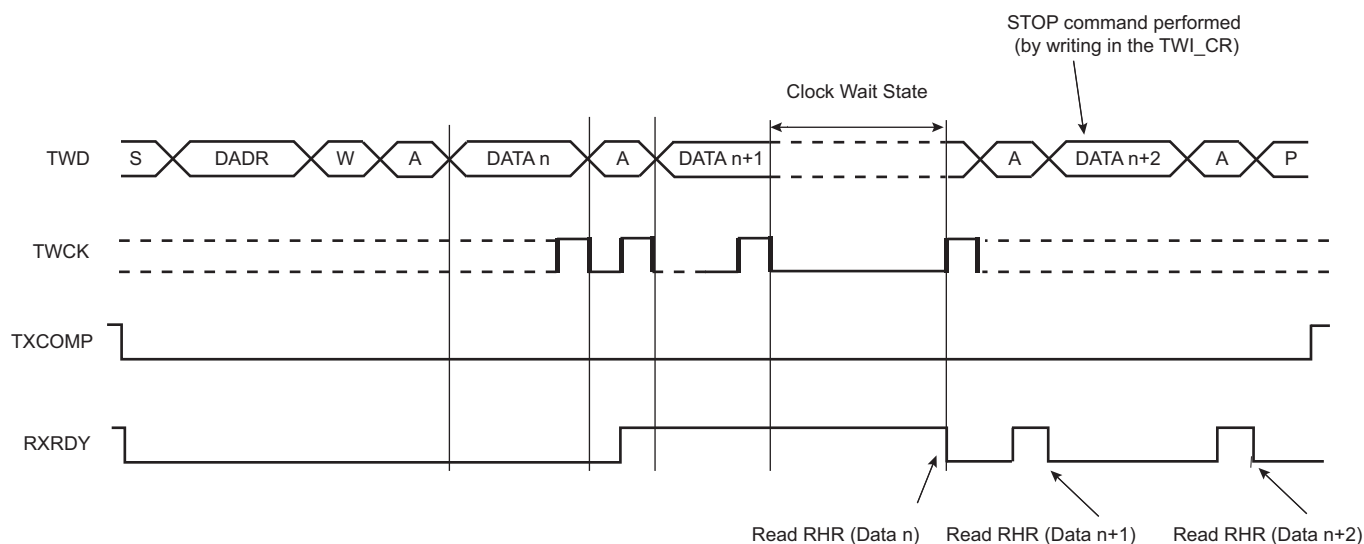 STOP command performed
(by writing in the TWI_CR)
Clock Wait State
TWD S DADR W A DATA n A DATA n+1 A DATA n+2 A P
TWCK
TXCOMP
RXRDY
Read RHR (Data n) Read RHR (Data n+1) Read RHR (Data n+2)